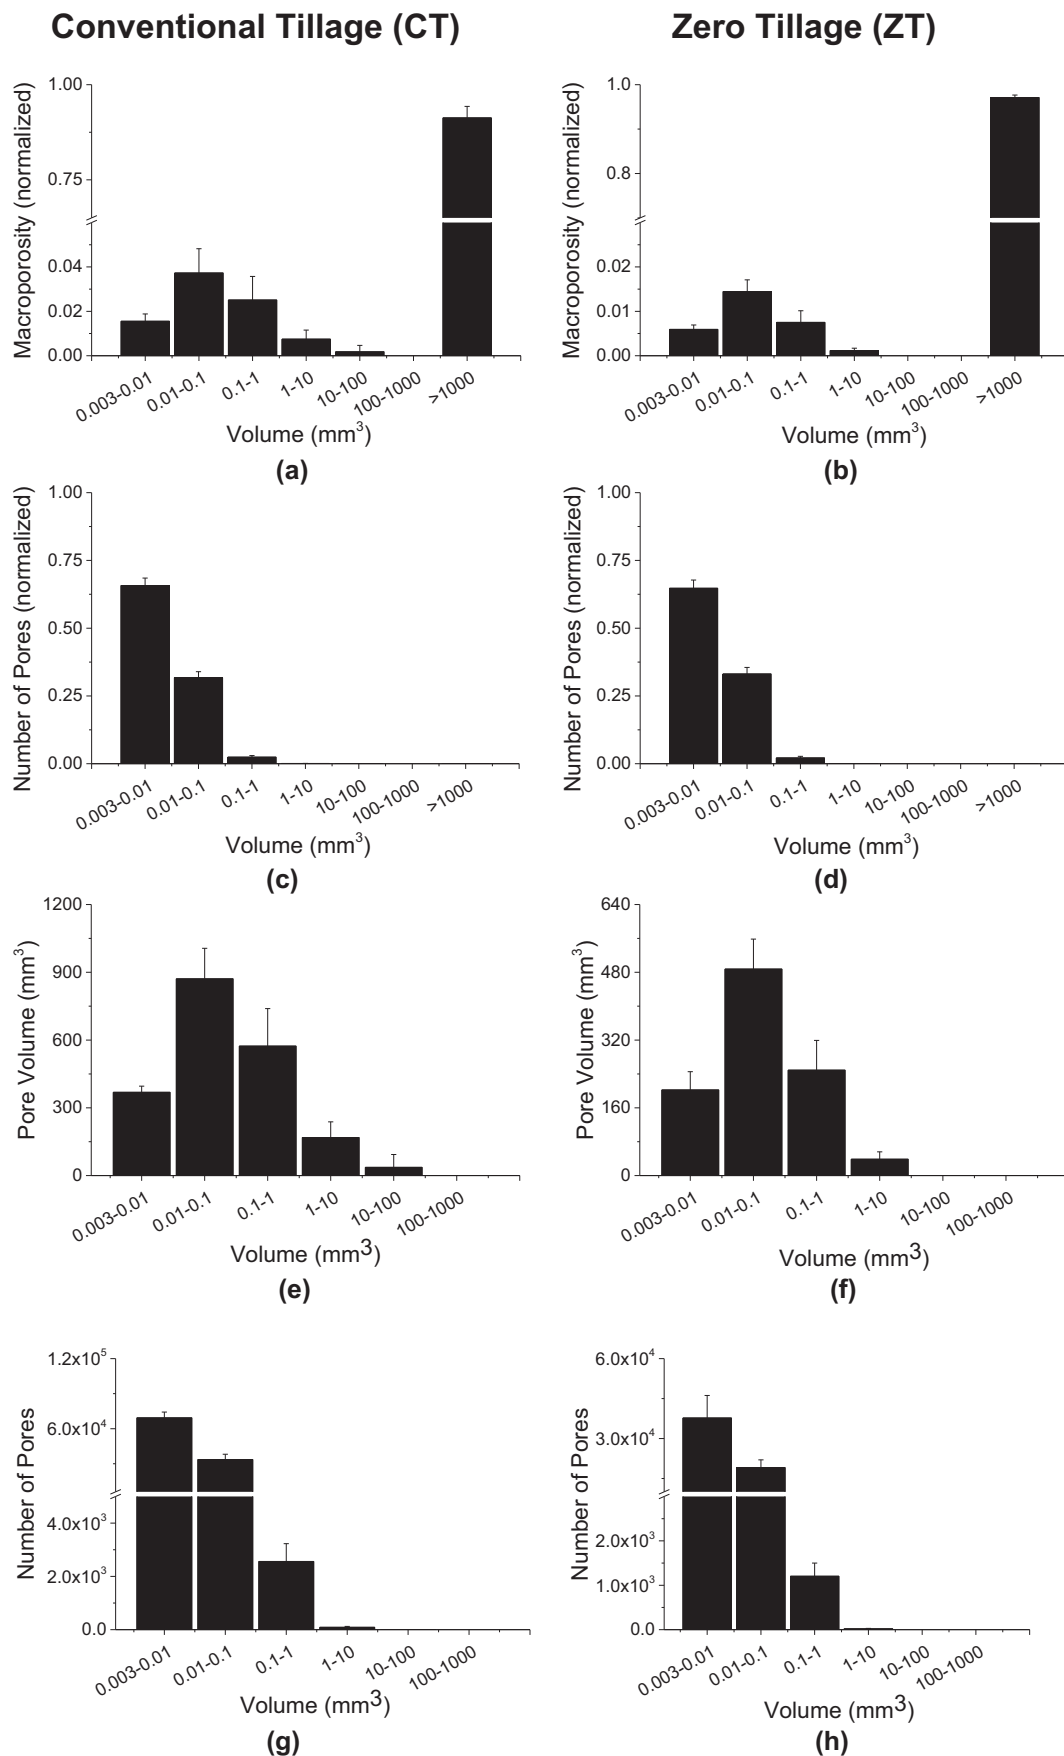 Conventional Tillage (CT)
Zero Tillage (ZT)
Macroporosity (normalized)
1.00
0.75
0.04
0.02
0.00
0.003-0.01
0.01-0.1
0.1-1
1-10
10-100
100-1000
>1000
Volume (mm³)
(a)
Macroporosity (normalized)
1.0
0.8
0.02
0.01
0.00
0.003-0.01
0.01-0.1
0.1-1
1-10
10-100
100-1000
>1000
Volume (mm³)
(b)
Number of Pores (normalized)
1.00
0.75
0.50
0.25
0.00
0.003-0.01
0.01-0.1
0.1-1
1-10
10-100
100-1000
>1000
Volume (mm³)
(c)
Number of Pores (normalized)
1.00
0.75
0.50
0.25
0.00
0.003-0.01
0.01-0.1
0.1-1
1-10
10-100
100-1000
>1000
Volume (mm³)
(d)
Pore Volume (mm³)
1200
900
600
300
0
0.003-0.01
0.01-0.1
0.1-1
1-10
10-100
100-1000
Volume (mm³)
(e)
Pore Volume (mm³)
640
480
320
160
0
0.003-0.01
0.01-0.1
0.1-1
1-10
10-100
100-1000
Volume (mm³)
(f)
Number of Pores
1.2x10⁵
6.0x10⁴
4.0x10³
2.0x10³
0.0
0.003-0.01
0.01-0.1
0.1-1
1-10
10-100
100-1000
Volume (mm³)
(g)
Number of Pores
6.0x10⁴
3.0x10⁴
2.0x10³
1.0x10³
0.0
0.003-0.01
0.01-0.1
0.1-1
1-10
10-100
100-1000
Volume (mm³)
(h)